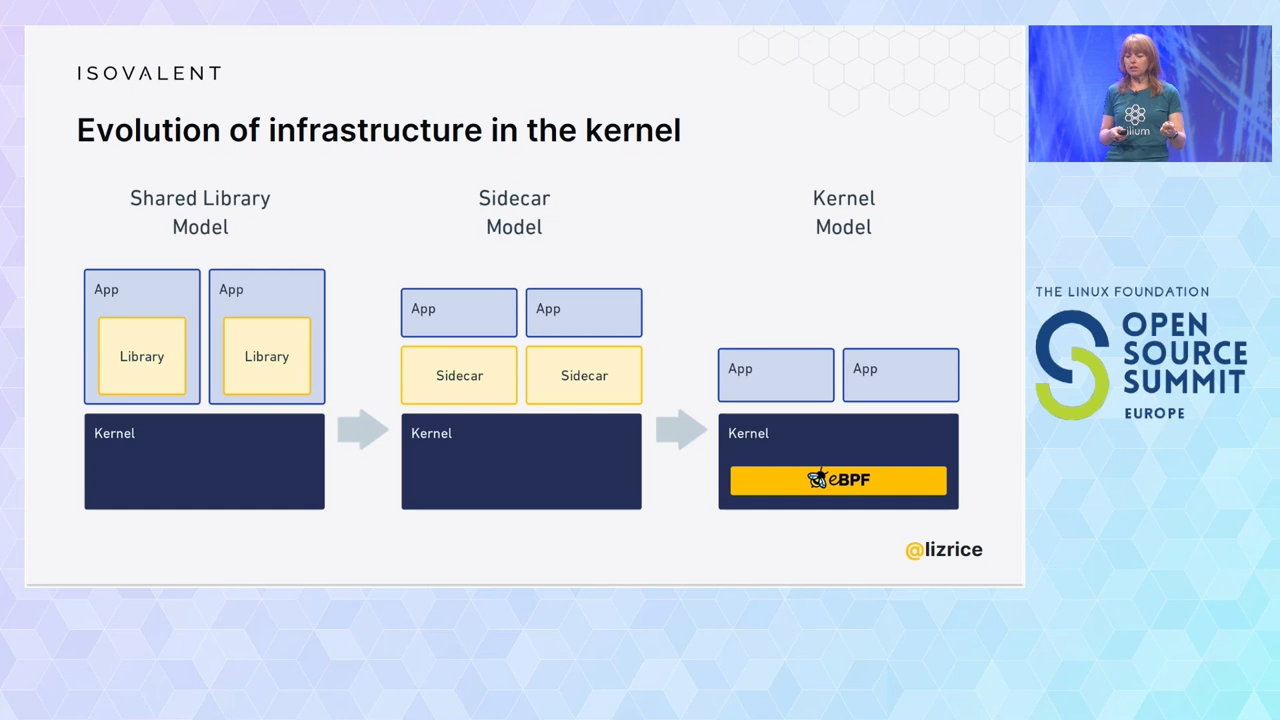 ISOVALENT
Evolution of infrastructure in the kernel
Shared Library
Model
Sidecar
Model
Kernel
Model
App
App
Library
Library
Kernel
App
App
Sidecar
Sidecar
Kernel
App
App
Kernel
eBPF
@lizrice
ilium
THE LINUX FOUNDATION
OPEN
SOURCE
SUMMIT
EUROPE